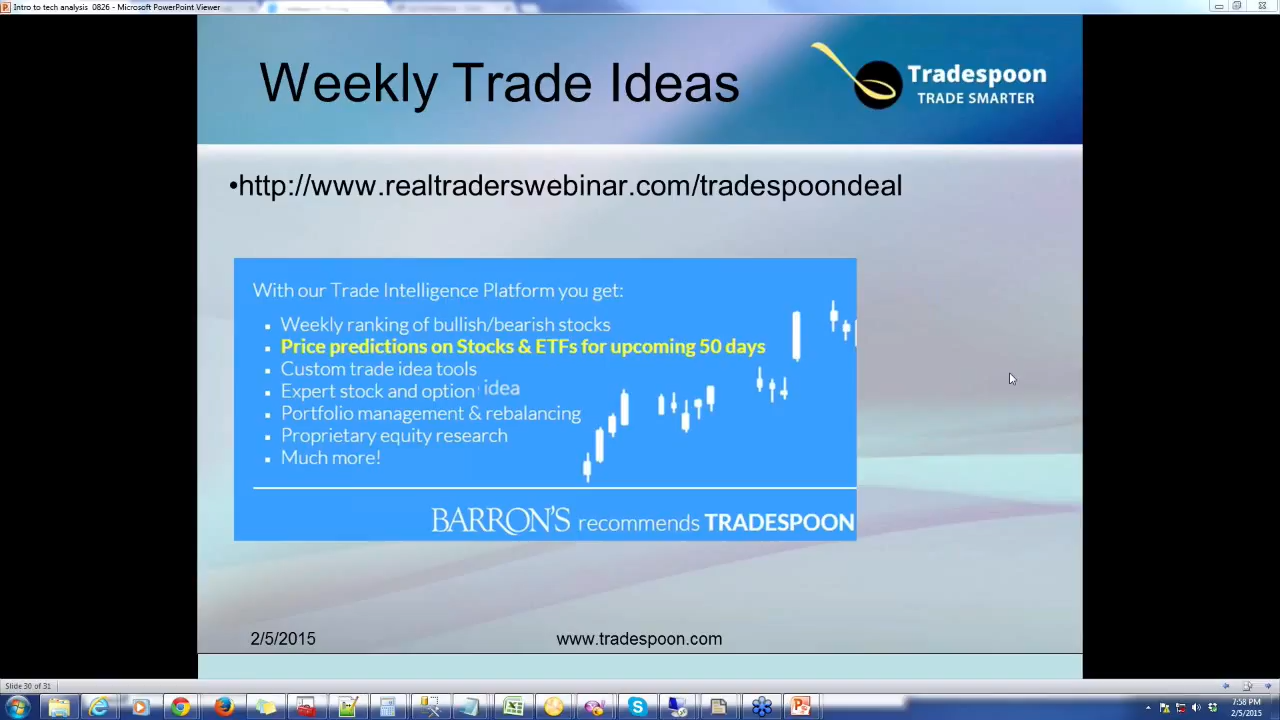 Intro to tech analysis 0826 - Microsoft PowerPoint Viewer
Weekly Trade Ideas
Tradespoon
TRADE SMARTER
•http://www.realtraderswebinar.com/tradespoondeal
With our Trade Intelligence Platform you get:
▪ Weekly ranking of bullish/bearish stocks
▪ Price predictions on Stocks & ETFs for upcoming 50 days
▪ Custom trade idea tools
▪ Expert stock and option idea
▪ Portfolio management & rebalancing
▪ Proprietary equity research
▪ Much more!
BARRON'S recommends TRADESPOON
2/5/2015
www.tradespoon.com
Slide 30 of 31
7:58 PM
2/5/2015